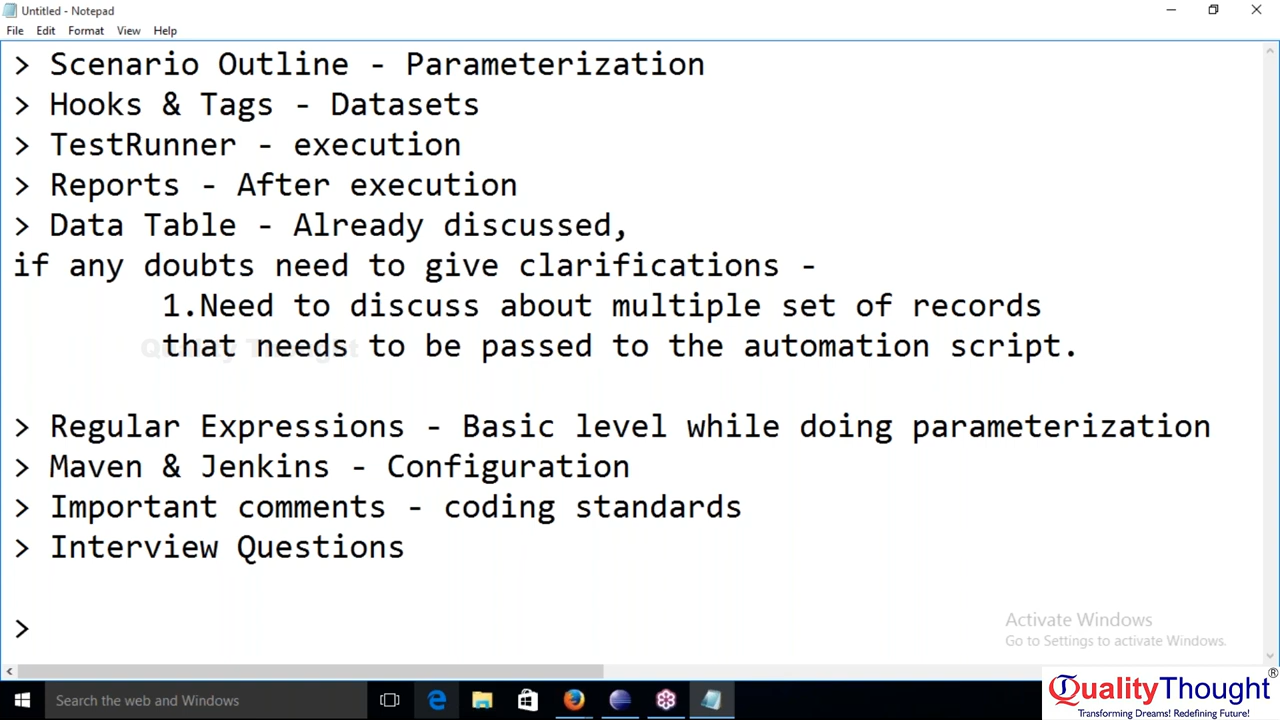 Untitled - Notepad
File Edit Format View Help
> Scenario Outline - Parameterization
> Hooks & Tags - Datasets
> TestRunner - execution
> Reports - After execution
> Data Table - Already discussed,
if any doubts need to give clarifications -
1.Need to discuss about multiple set of records
that needs to be passed to the automation script.
Quality Thought
> Regular Expressions - Basic level while doing parameterization
> Maven & Jenkins - Configuration
> Important comments - coding standards
> Interview Questions
>
Activate Windows
Go to Settings to activate Windows.
Search the web and Windows
QualityThought®
Transforming Dreams! Redefining Future!